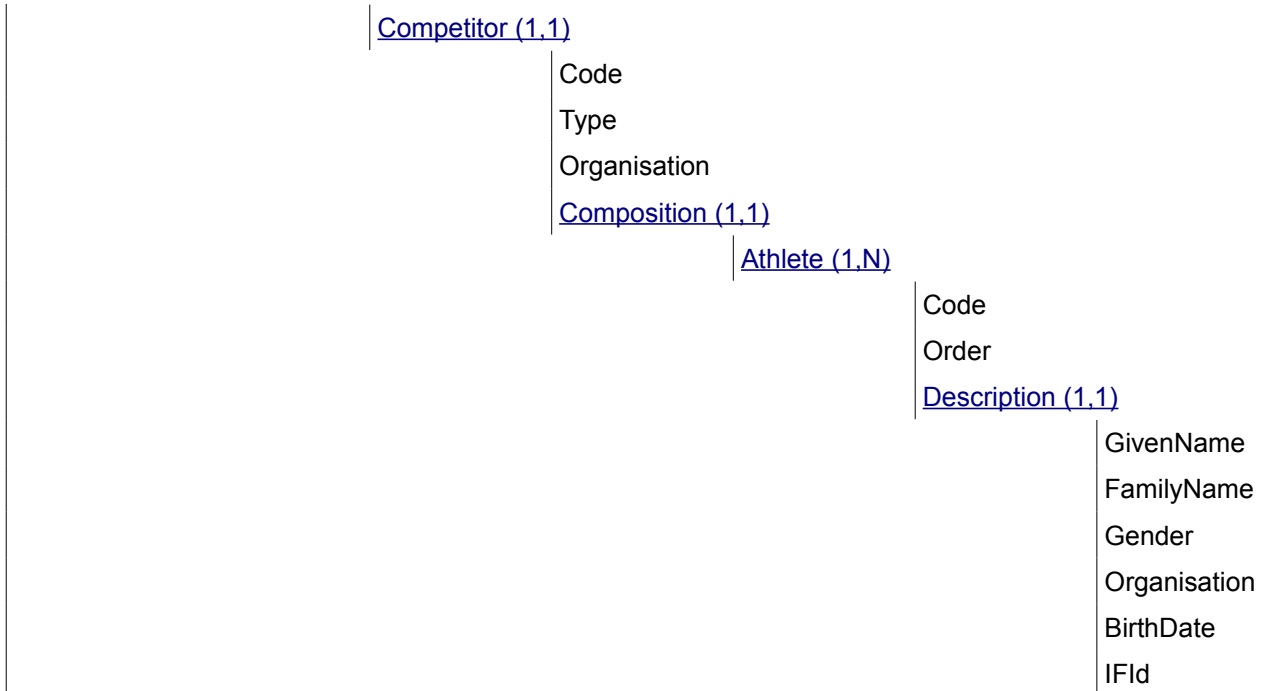 Competitor (1,1)
Code
Type
Organisation
Composition (1,1)
Athlete (1,N)
Code
Order
Description (1,1)
GivenName
FamilyName
Gender
Organisation
BirthDate
IFId